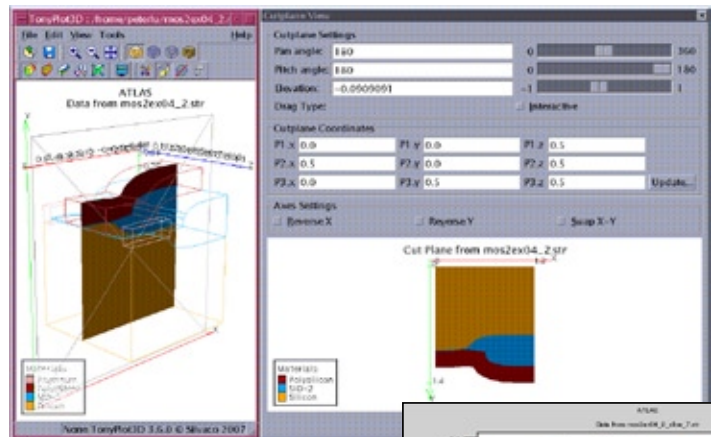 TonyPlot3D : /home/peterlu/mos2ex04_2.
File Edit View Tools Help
ATLAS
Data from mos2ex04_2.str
Materials
Polysilicon
SiO~2
Silicon
None TonyPlot3D 3.6.0 © Silvaco 2007
Cutplane View
Cutplane Settings
Pan angle: 180 0 360
Pitch angle: 180 0 180
Elevation: -0.0909091 -1 1
Drag Type: Interactive
Cutplane Coordinates
P1.x 0.0 P1.y 0.0 P1.z 0.5
P2.x 0.5 P2.y 0.0 P2.z 0.5
P3.x 0.0 P3.y 0.5 P3.z 0.5 Update...
Axes Settings
Reverse X Reverse Y Swap X-Y
Cut Plane from mos2ex04_2.str
Materials
Polysilicon
SiO~2
Silicon
ATLAS